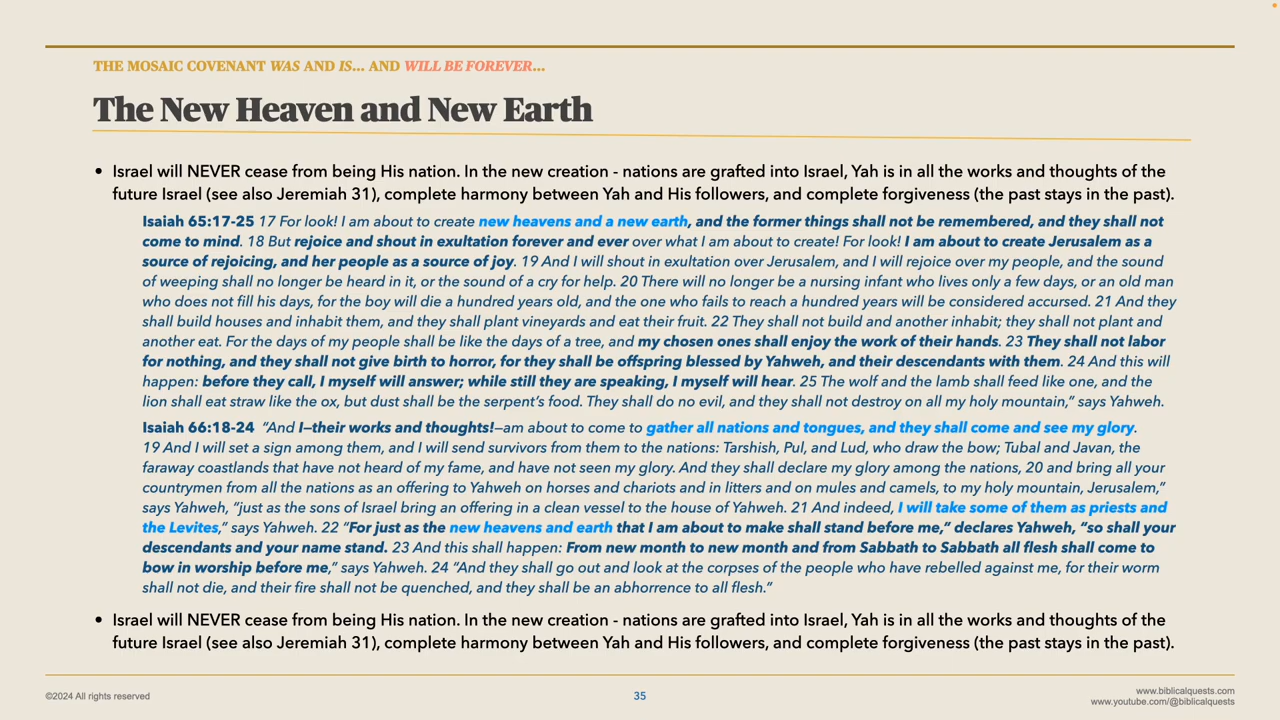 THE MOSAIC COVENANT WAS AND IS... AND WILL BE FOREVER...
The New Heaven and New Earth
• Israel will NEVER cease from being His nation. In the new creation - nations are grafted into Israel, Yah is in all the works and thoughts of the
future Israel (see also Jeremiah 31), complete harmony between Yah and His followers, and complete forgiveness (the past stays in the past).
Isaiah 65:17-25 17 For look! I am about to create new heavens and a new earth, and the former things shall not be remembered, and they shall not
come to mind. 18 But rejoice and shout in exultation forever and ever over what I am about to create! For look! I am about to create Jerusalem as a
source of rejoicing, and her people as a source of joy. 19 And I will shout in exultation over Jerusalem, and I will rejoice over my people, and the sound
of weeping shall no longer be heard in it, or the sound of a cry for help. 20 There will no longer be a nursing infant who lives only a few days, or an old man
who does not fill his days, for the boy will die a hundred years old, and the one who fails to reach a hundred years will be considered accursed. 21 And they
shall build houses and inhabit them, and they shall plant vineyards and eat their fruit. 22 They shall not build and another inhabit; they shall not plant and
another eat. For the days of my people shall be like the days of a tree, and my chosen ones shall enjoy the work of their hands. 23 They shall not labor
for nothing, and they shall not give birth to horror, for they shall be offspring blessed by Yahweh, and their descendants with them. 24 And this will
happen: before they call, I myself will answer; while still they are speaking, I myself will hear. 25 The wolf and the lamb shall feed like one, and the
lion shall eat straw like the ox, but dust shall be the serpent's food. They shall do no evil, and they shall not destroy on all my holy mountain," says Yahweh.
Isaiah 66:18-24 "And I—their works and thoughts!—am about to come to gather all nations and tongues, and they shall come and see my glory.
19 And I will set a sign among them, and I will send survivors from them to the nations: Tarshish, Pul, and Lud, who draw the bow; Tubal and Javan, the
faraway coastlands that have not heard of my fame, and have not seen my glory. And they shall declare my glory among the nations, 20 and bring all your
countrymen from all the nations as an offering to Yahweh on horses and chariots and in litters and on mules and camels, to my holy mountain, Jerusalem,"
says Yahweh, "just as the sons of Israel bring an offering in a clean vessel to the house of Yahweh. 21 And indeed, I will take some of them as priests and
the Levites," says Yahweh. 22 "For just as the new heavens and earth that I am about to make shall stand before me," declares Yahweh, "so shall your
descendants and your name stand. 23 And this shall happen: From new month to new month and from Sabbath to Sabbath all flesh shall come to
bow in worship before me," says Yahweh. 24 "And they shall go out and look at the corpses of the people who have rebelled against me, for their worm
shall not die, and their fire shall not be quenched, and they shall be an abhorrence to all flesh."
• Israel will NEVER cease from being His nation. In the new creation - nations are grafted into Israel, Yah is in all the works and thoughts of the
future Israel (see also Jeremiah 31), complete harmony between Yah and His followers, and complete forgiveness (the past stays in the past).
©2024 All rights reserved
35
www.biblicalquests.com
www.youtube.com/@biblicalquests